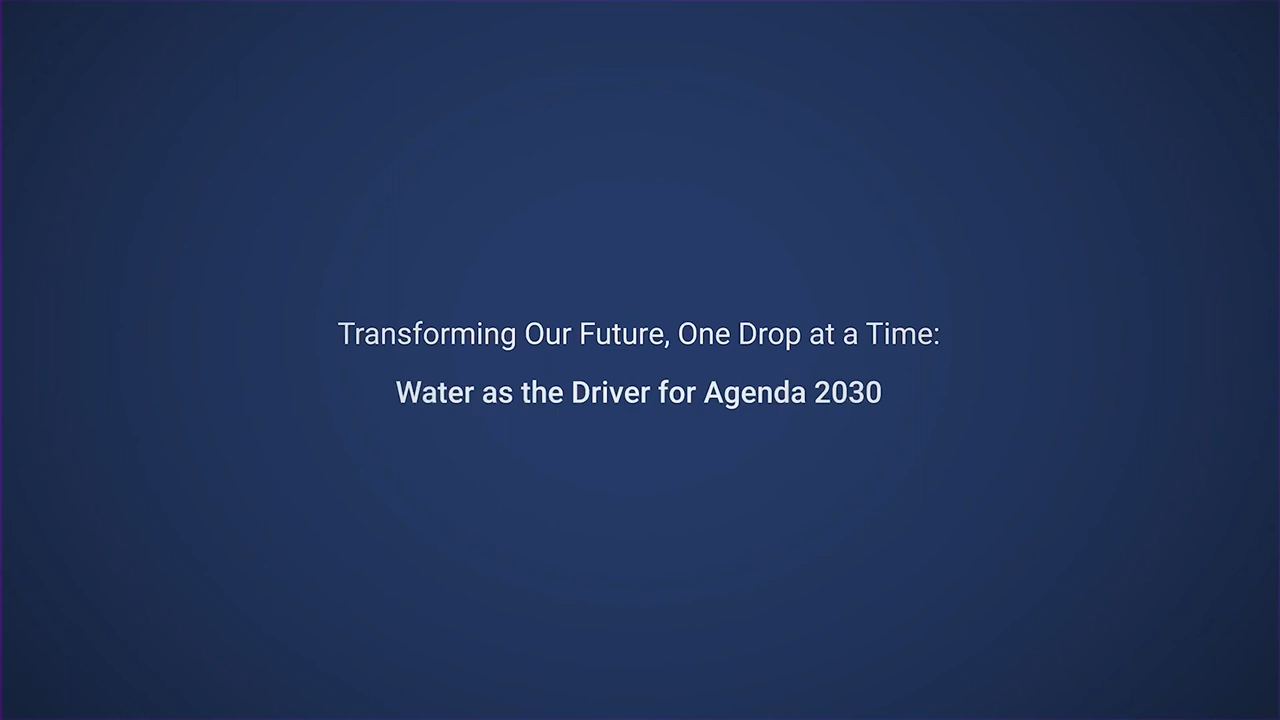 Transforming Our Future, One Drop at a Time:
Water as the Driver for Agenda 2030